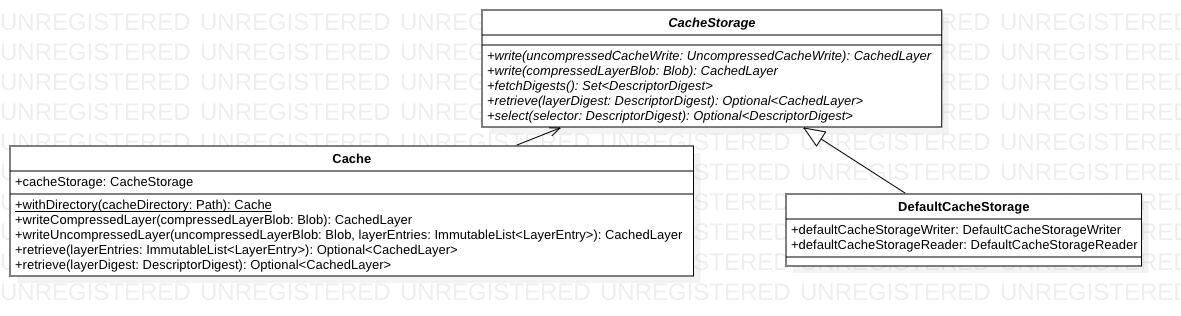 CacheStorage
+write(uncompressedCacheWrite: UncompressedCacheWrite): CachedLayer
+write(compressedLayerBlob: Blob): CachedLayer
+fetchDigests(): Set<DescriptorDigest>
+retrieve(layerDigest: DescriptorDigest): Optional<CachedLayer>
+select(selector: DescriptorDigest): Optional<DescriptorDigest>
Cache
+cacheStorage: CacheStorage
+withDirectory(cacheDirectory: Path): Cache
+writeCompressedLayer(compressedLayerBlob: Blob): CachedLayer
+writeUncompressedLayer(uncompressedLayerBlob: Blob, layerEntries: ImmutableList<LayerEntry>): CachedLayer
+retrieve(layerEntries: ImmutableList<LayerEntry>): Optional<CachedLayer>
+retrieve(layerDigest: DescriptorDigest): Optional<CachedLayer>
DefaultCacheStorage
+defaultCacheStorageWriter: DefaultCacheStorageWriter
+defaultCacheStorageReader: DefaultCacheStorageReader
UNREGISTERED UNREGISTERED UNREGISTERED UNREGISTERED UNREGISTERED UNREGISTERED